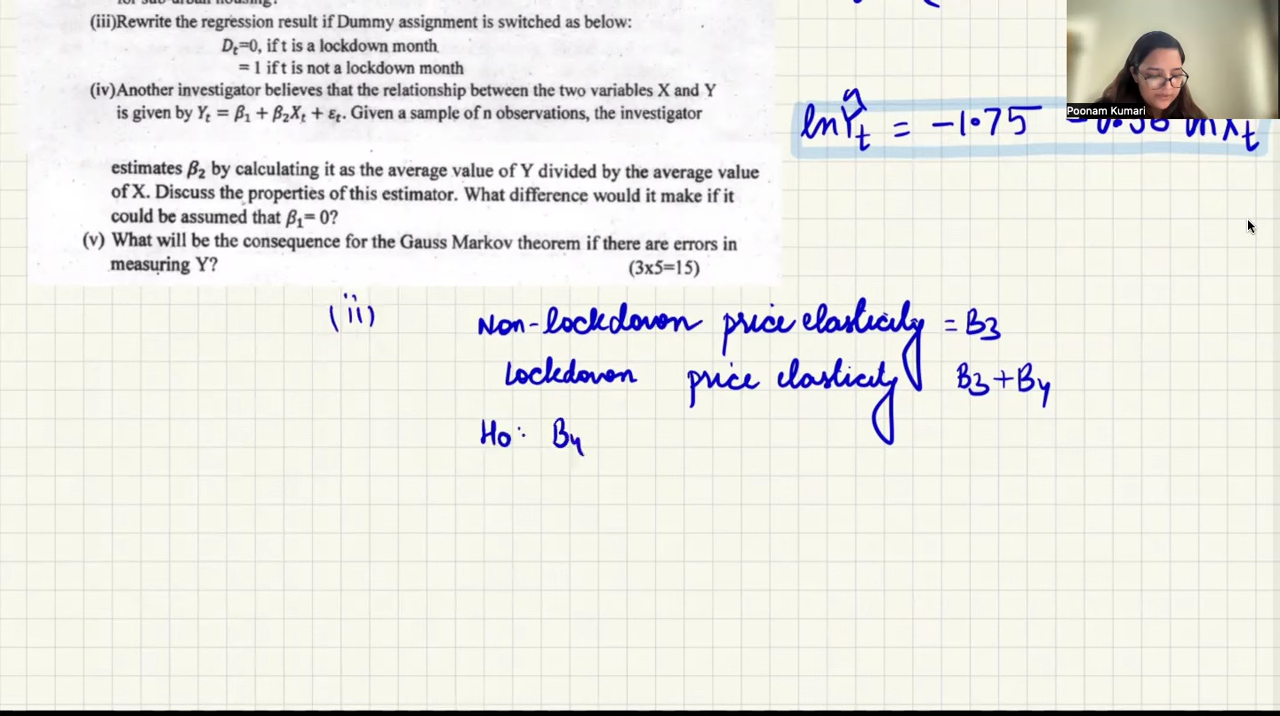 (iii)Rewrite the regression result if Dummy assignment is switched as below:
Dt=0, if t is a lockdown month
= 1 if t is not a lockdown month
(iv)Another investigator believes that the relationship between the two variables X and Y
is given by Yt = β1 + β2Xt + εt. Given a sample of n observations, the investigator
estimates β2 by calculating it as the average value of Y divided by the average value
of X. Discuss the properties of this estimator. What difference would it make if it
could be assumed that β1= 0?
(v) What will be the consequence for the Gauss Markov theorem if there are errors in
measuring Y?
(3x5=15)
Poonam Kumari
ln Ŷt = -1.75 ln Xt
(ii)
Non-lockdown price elasticity = B3
Lockdown price elasticity B3+B4
Ho: B4